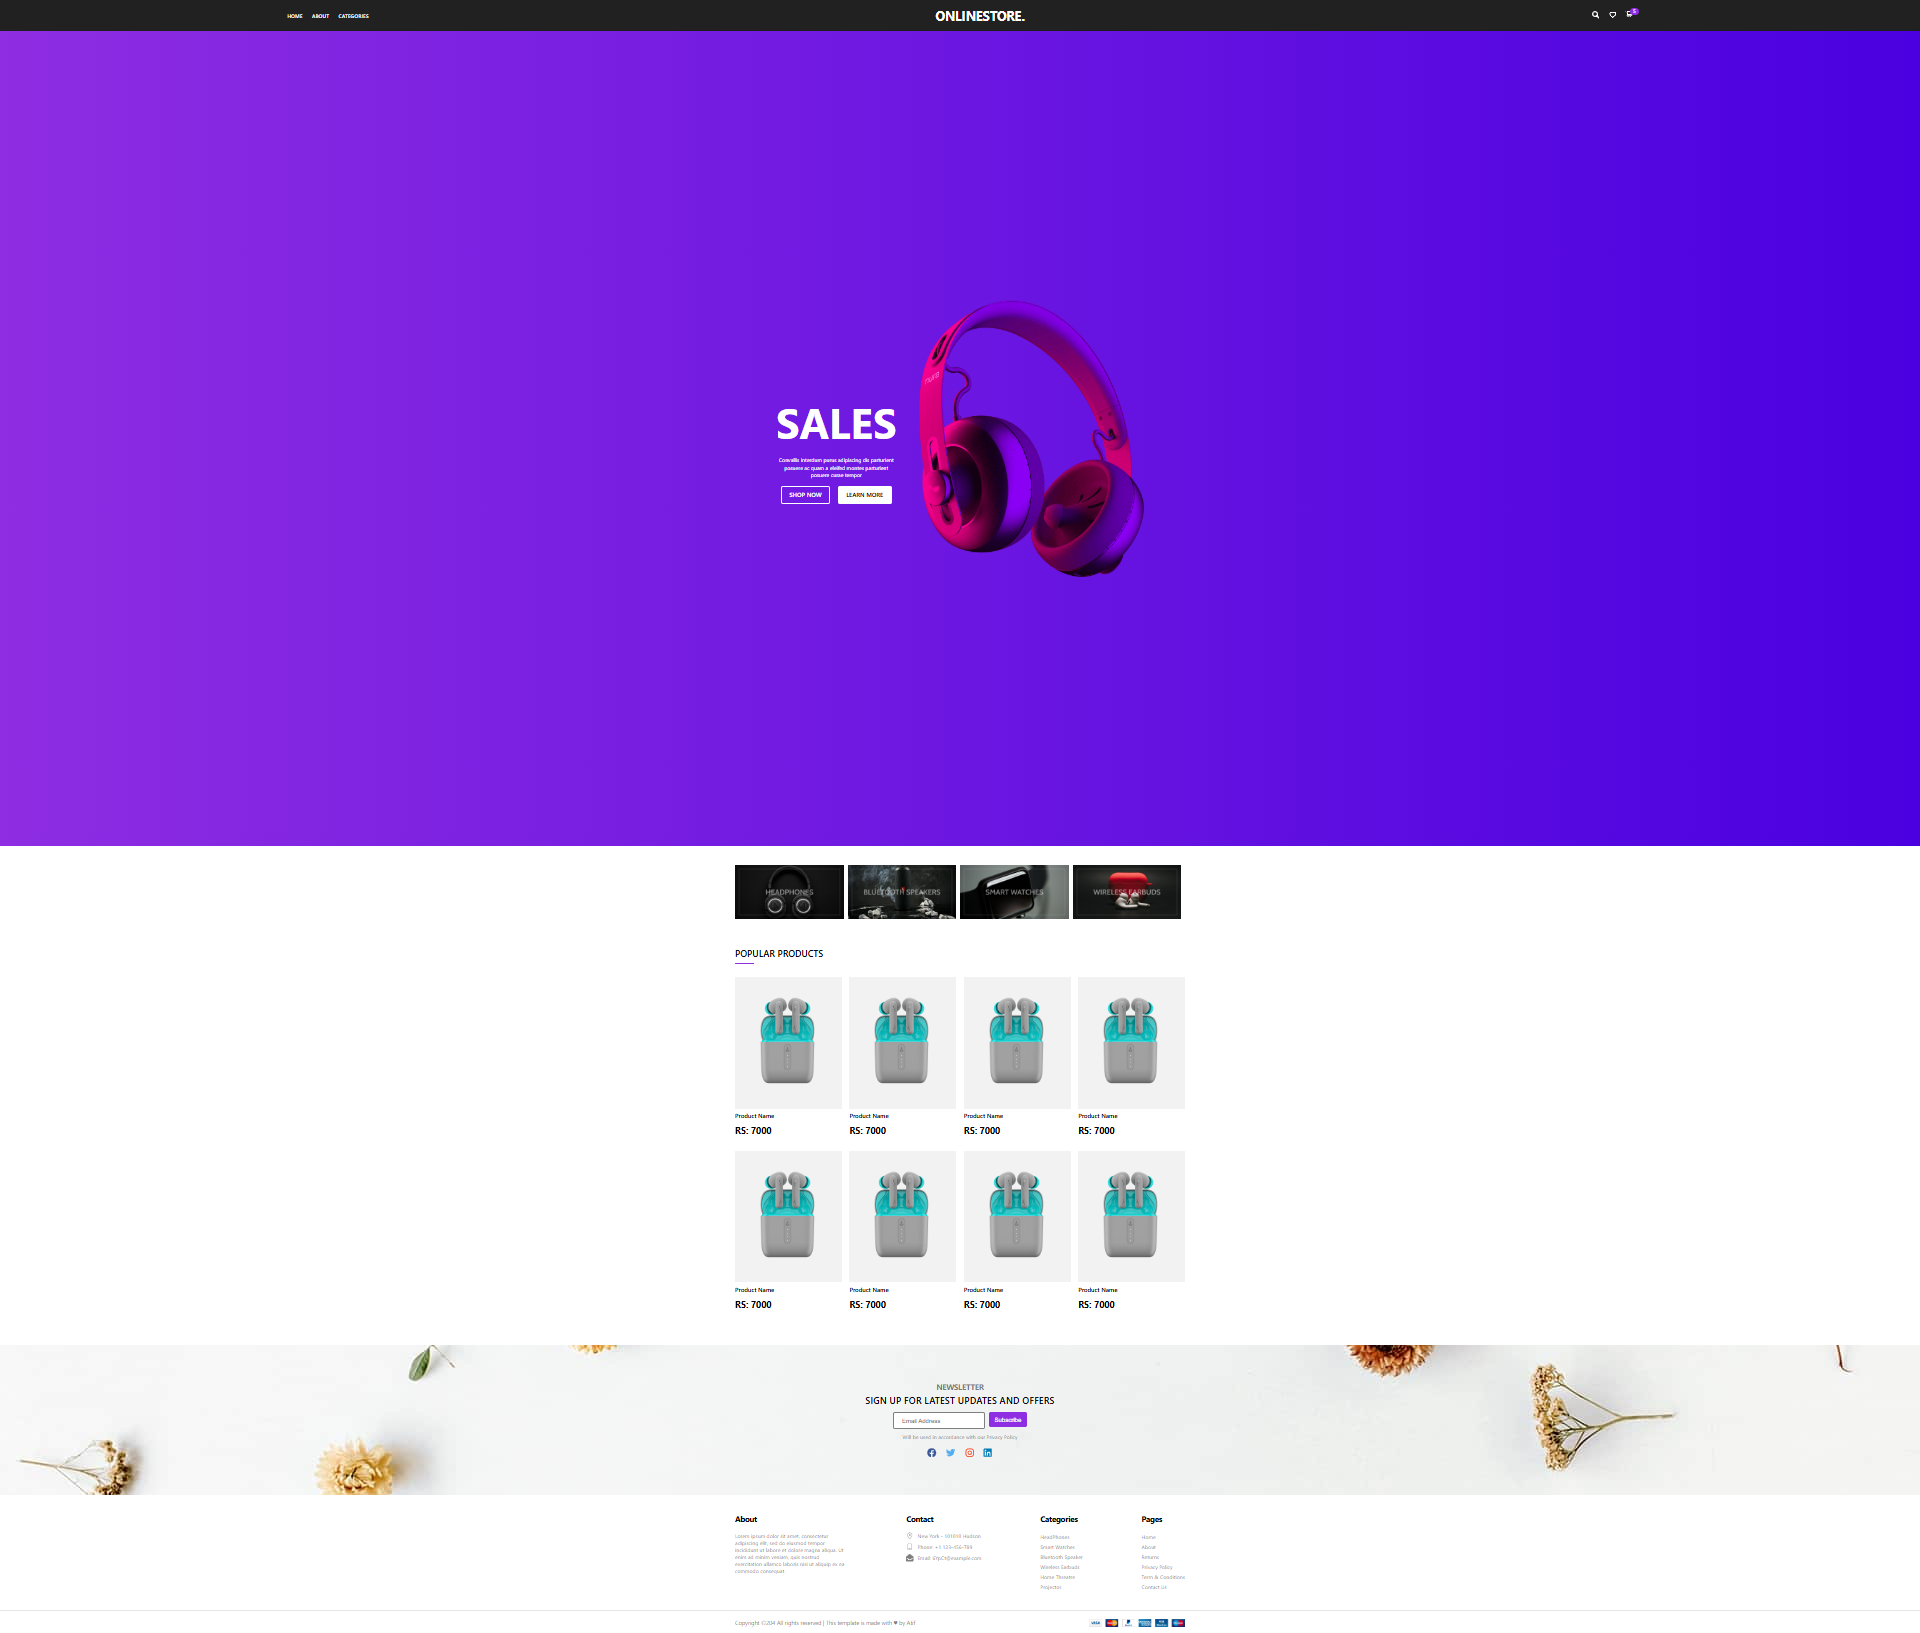 HOME ABOUT CATEGORIES
ONLINESTORE.
5
nura
SALES
Convallis interdum purus adipiscing dis parturient
posuere ac quam a eleifed montes parturient
posuere curae tempor
SHOP NOW
LEARN MORE
HEADPHONES
BLUETOOTH SPEAKERS
SMART WATCHES
WIRELESS EARBUDS
POPULAR PRODUCTS
Product Name
RS: 7000
Product Name
RS: 7000
Product Name
RS: 7000
Product Name
RS: 7000
Product Name
RS: 7000
Product Name
RS: 7000
Product Name
RS: 7000
Product Name
RS: 7000
NEWSLETTER
SIGN UP FOR LATEST UPDATES AND OFFERS
Email Address
Subscribe
Will be used in accordance with our Privacy Policy
About
Lorem ipsum dolor sit amet, consectetur
adipiscing elit, sed do eiusmod tempor
incididunt ut labore et dolore magna aliqua. Ut
enim ad minim veniam, quis nostrud
exercitation ullamco laboris nisi ut aliquip ex ea
commodo consequat
Contact
New York - 101010 Hudson
Phone: +1 123-456-789
Email:
Categories
HeadPhones
Smart Watches
Bluetooth Speaker
Wireless Earbuds
Home Theatre
Projector
Pages
Home
About
Returns
Privacy Policy
Term & Conditions
Contact Us
Copyright ©204 All rights reserved | This template is made with ♥ by Atif
VISA